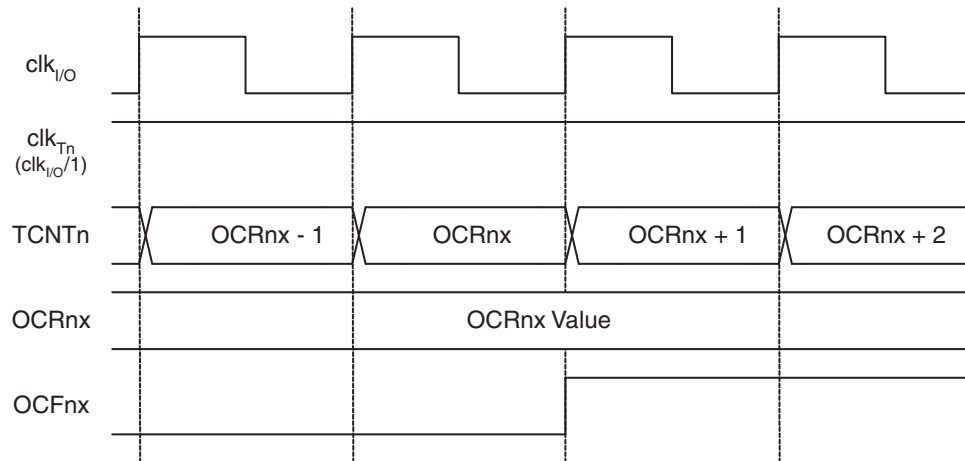 clkI/O
clkTn
(clkI/O/1)
TCNTn OCRnx - 1 OCRnx OCRnx + 1 OCRnx + 2
OCRnx OCRnx Value
OCFnx